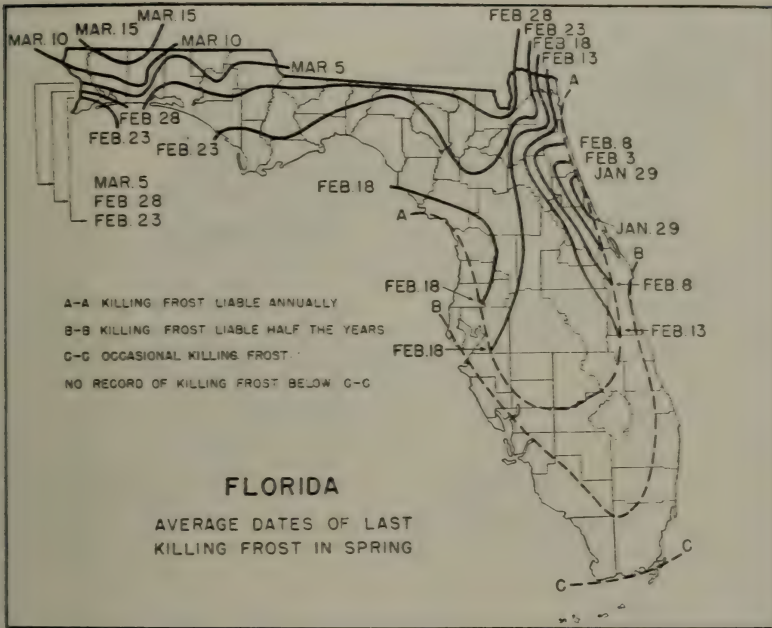 MAR. 15
MAR. 15
MAR. 10
MAR. 10
MAR. 5
FEB. 28
FEB. 23
FEB. 18
FEB. 13
A
FEB. 28
FEB. 23
FEB. 23
MAR. 5
FEB. 28
FEB. 23
FEB. 8
FEB. 3
JAN 29
FEB. 18
A
JAN. 29
B
FEB. 18
FEB. 8
B
FEB. 13
FEB. 18
A-A KILLING FROST LIABLE ANNUALLY
B-B KILLING FROST LIABLE HALF THE YEARS
C-C OCCASIONAL KILLING FROST
NO RECORD OF KILLING FROST BELOW C-C
FLORIDA
AVERAGE DATES OF LAST
KILLING FROST IN SPRING
C
C